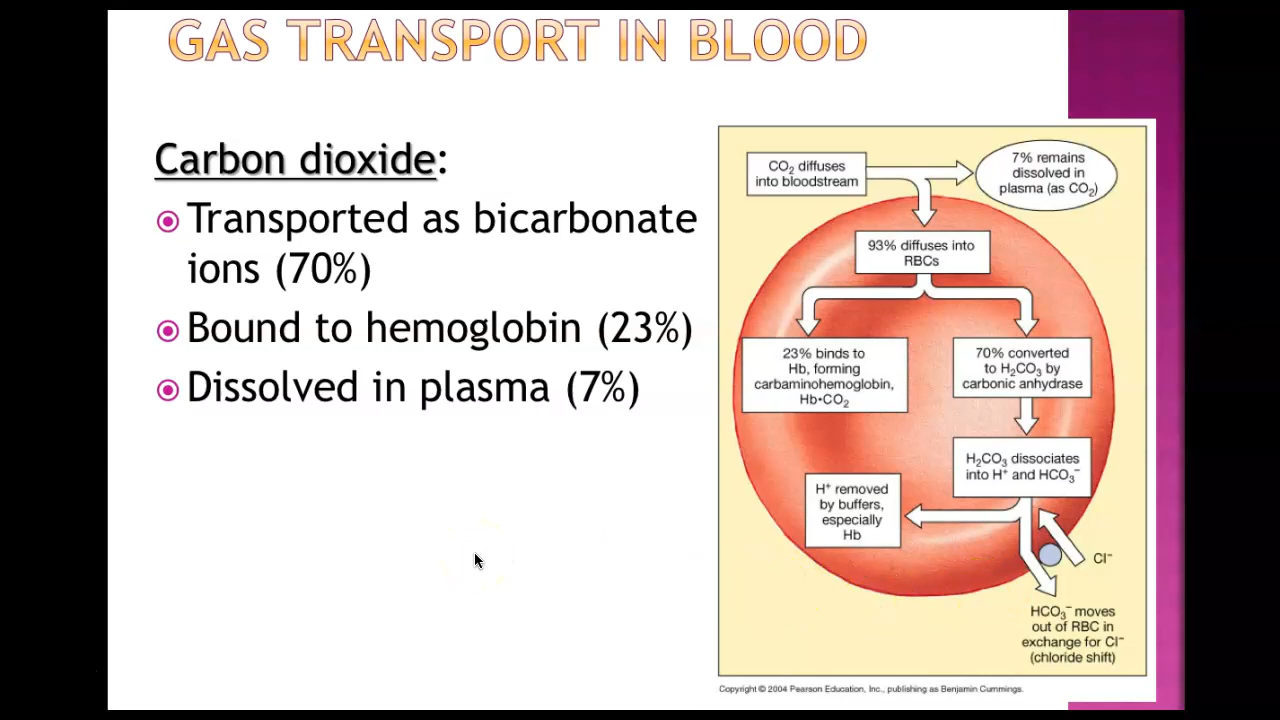 GAS TRANSPORT IN BLOOD
Carbon dioxide:
Transported as bicarbonate
ions (70%)
Bound to hemoglobin (23%)
Dissolved in plasma (7%)
CO₂ diffuses
into bloodstream
7% remains
dissolved in
plasma (as CO₂)
93% diffuses into
RBCs
23% binds to
Hb, forming
carbaminohemoglobin,
Hb•CO₂
70% converted
to H₂CO₃ by
carbonic anhydrase
H₂CO₃ dissociates
into H⁺ and HCO₃⁻
H⁺ removed
by buffers,
especially
Hb
Cl⁻
HCO₃⁻ moves
out of RBC in
exchange for Cl⁻
(chloride shift)
Copyright © 2004 Pearson Education, Inc., publishing as Benjamin Cummings.